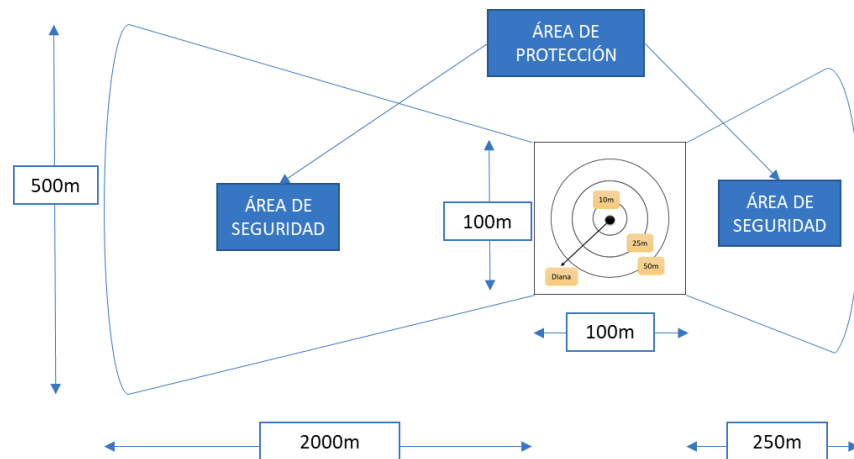 ÁREA DE
PROTECCIÓN
500m
ÁREA DE
SEGURIDAD
100m
10m
25m
50m
Diana
ÁREA DE
SEGURIDAD
100m
2000m
250m